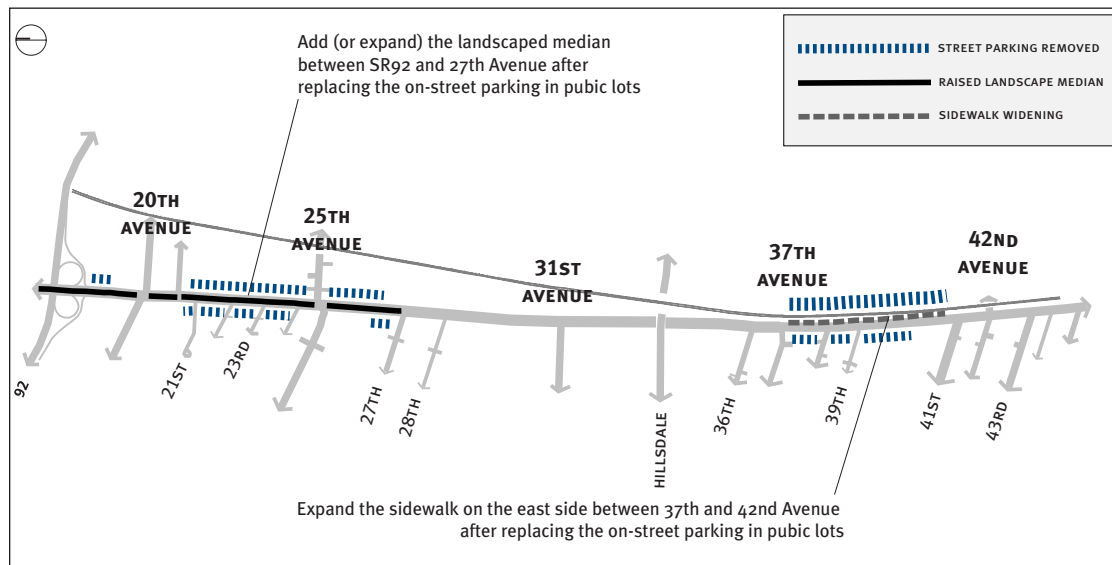 Add (or expand) the landscaped median
between SR92 and 27th Avenue after
replacing the on-street parking in pubic lots
STREET PARKING REMOVED
RAISED LANDSCAPE MEDIAN
SIDEWALK WIDENING
20TH
AVENUE
25TH
AVENUE
31ST
AVENUE
37TH
AVENUE
42ND
AVENUE
92
21ST
23RD
27TH
28TH
HILLSDALE
36TH
39TH
41ST
43RD
Expand the sidewalk on the east side between 37th and 42nd Avenue
after replacing the on-street parking in pubic lots